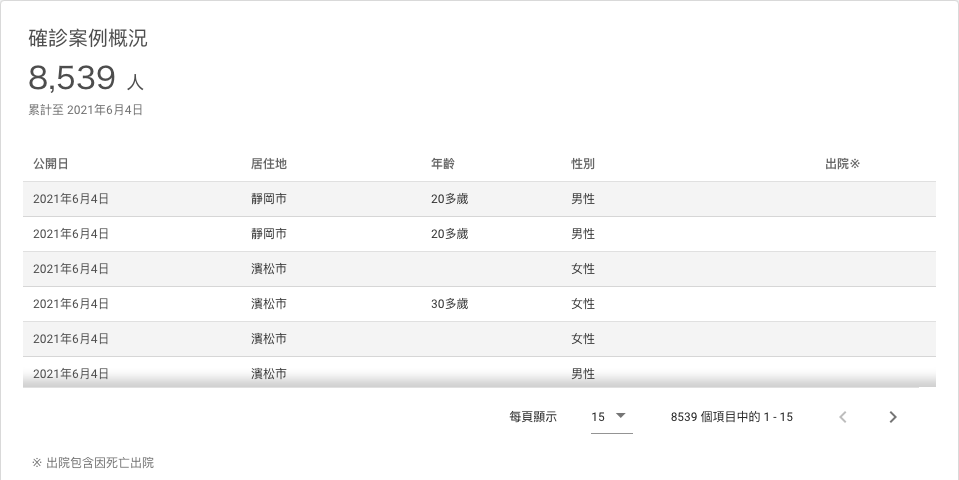 確診案例概況
8,539 人
累計至 2021年6月4日
公開日 居住地 年齡 性別 出院※
2021年6月4日 靜岡市 20多歲 男性
2021年6月4日 靜岡市 20多歲 男性
2021年6月4日 濱松市 女性
2021年6月4日 濱松市 30多歲 女性
2021年6月4日 濱松市 女性
2021年6月4日 濱松市 男性
每頁顯示 15 8539 個項目中的 1 - 15
※ 出院包含因死亡出院